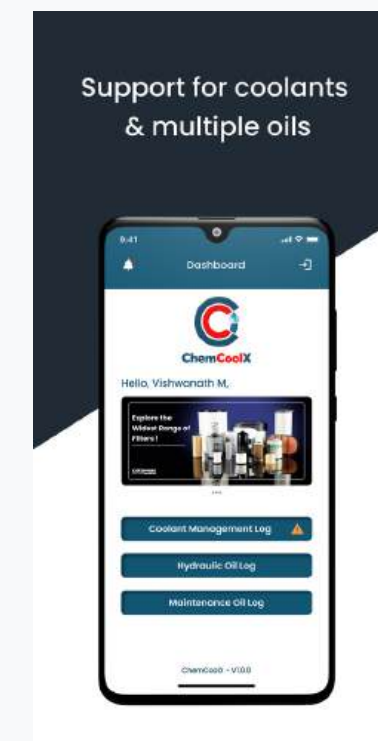 Support for coolants
& multiple oils
9:41
Dashboard
ChemCoolX
Hello, Vishwanath M,
Explore the
Widest Range of
Filters !
Coolant Management Log
Hydraulic Oil Log
Maintenance Oil Log
ChemCoolX - V1.0.0